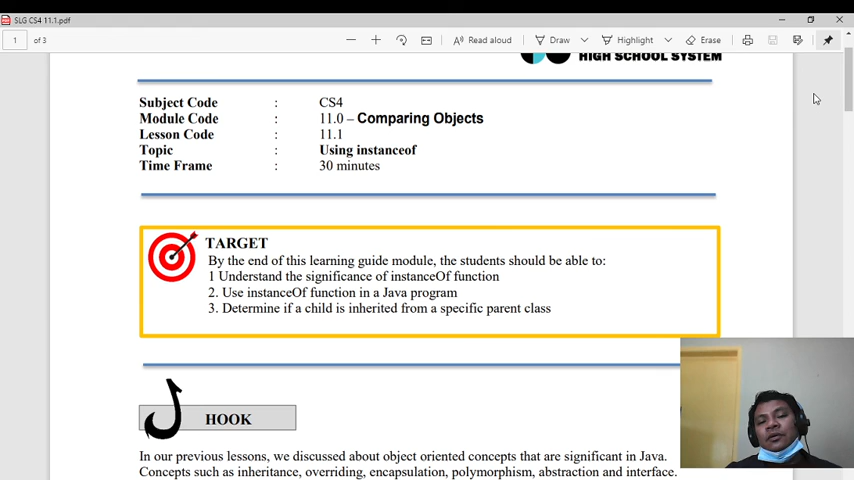 SLG CS4 11.1.pdf
1 of 3
Read aloud
Draw
Highlight
Erase
HIGH SCHOOL SYSTEM
Subject Code : CS4
Module Code : 11.0 – Comparing Objects
Lesson Code : 11.1
Topic : Using instanceof
Time Frame : 30 minutes
TARGET
By the end of this learning guide module, the students should be able to:
1 Understand the significance of instanceOf function
2. Use instanceOf function in a Java program
3. Determine if a child is inherited from a specific parent class
HOOK
In our previous lessons, we discussed about object oriented concepts that are significant in Java.
Concepts such as inheritance, overriding, encapsulation, polymorphism, abstraction and interface.